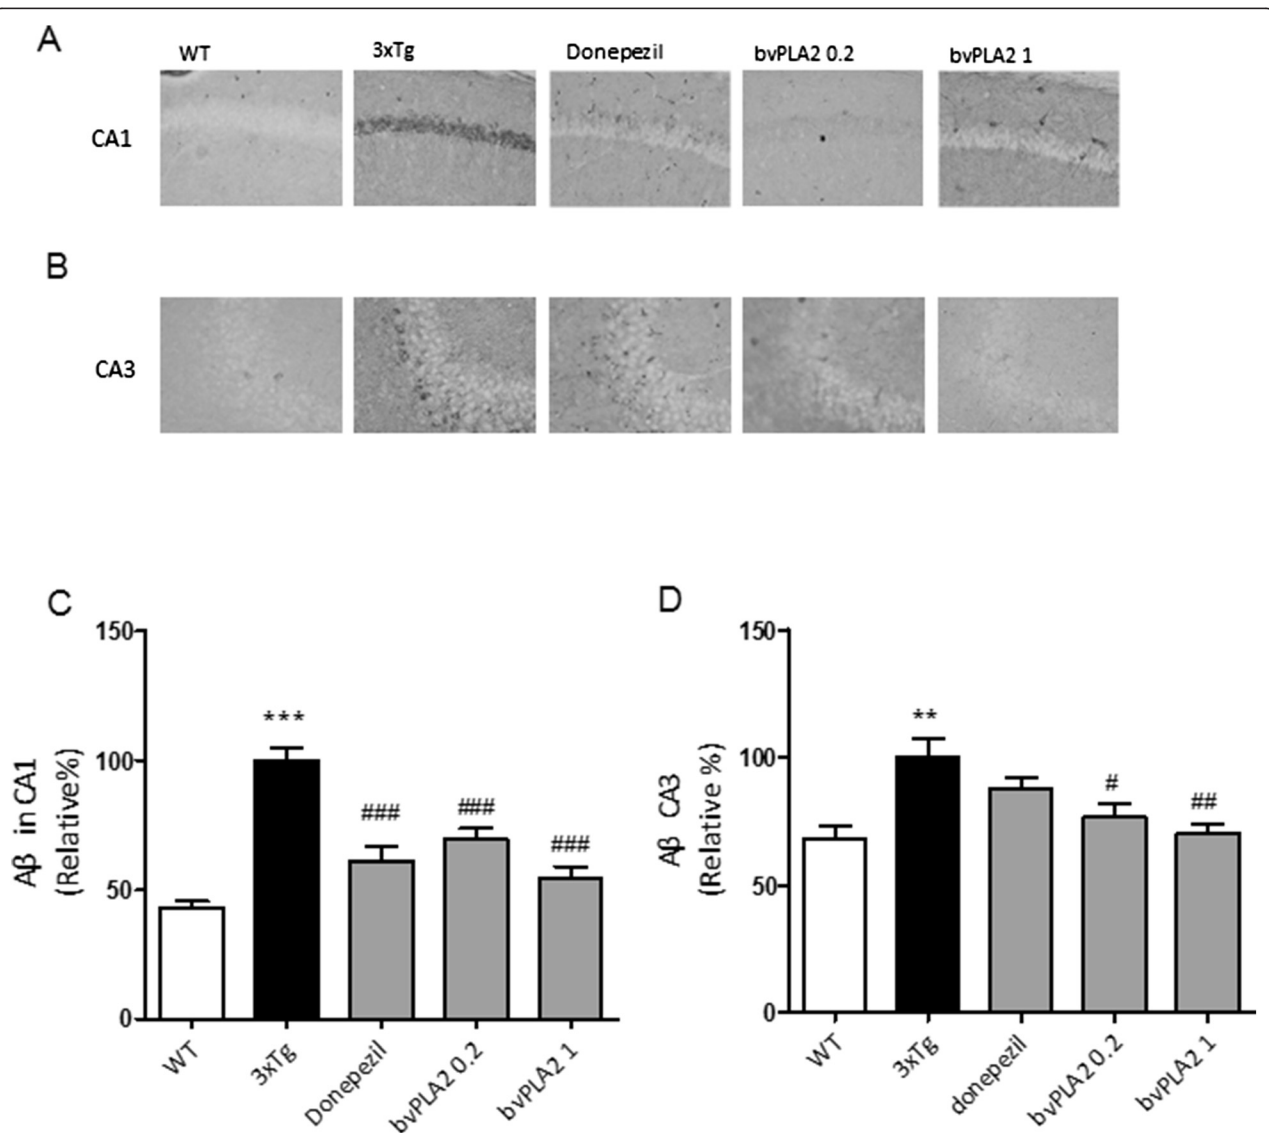 A
WT 3xTg Donepezil bvPLA2 0.2 bvPLA2 1
CA1
B
CA3
C
Aβ in CA1
(Relative%)
150
100
50
0
***
###
###
###
WT
3xTg
Donepezil
bvPLA2 0.2
bvPLA2 1
D
Aβ CA3
(Relative %)
150
100
50
0
**
#
##
WT
3xTg
donepezil
bvPLA2 0.2
bvPLA2 1